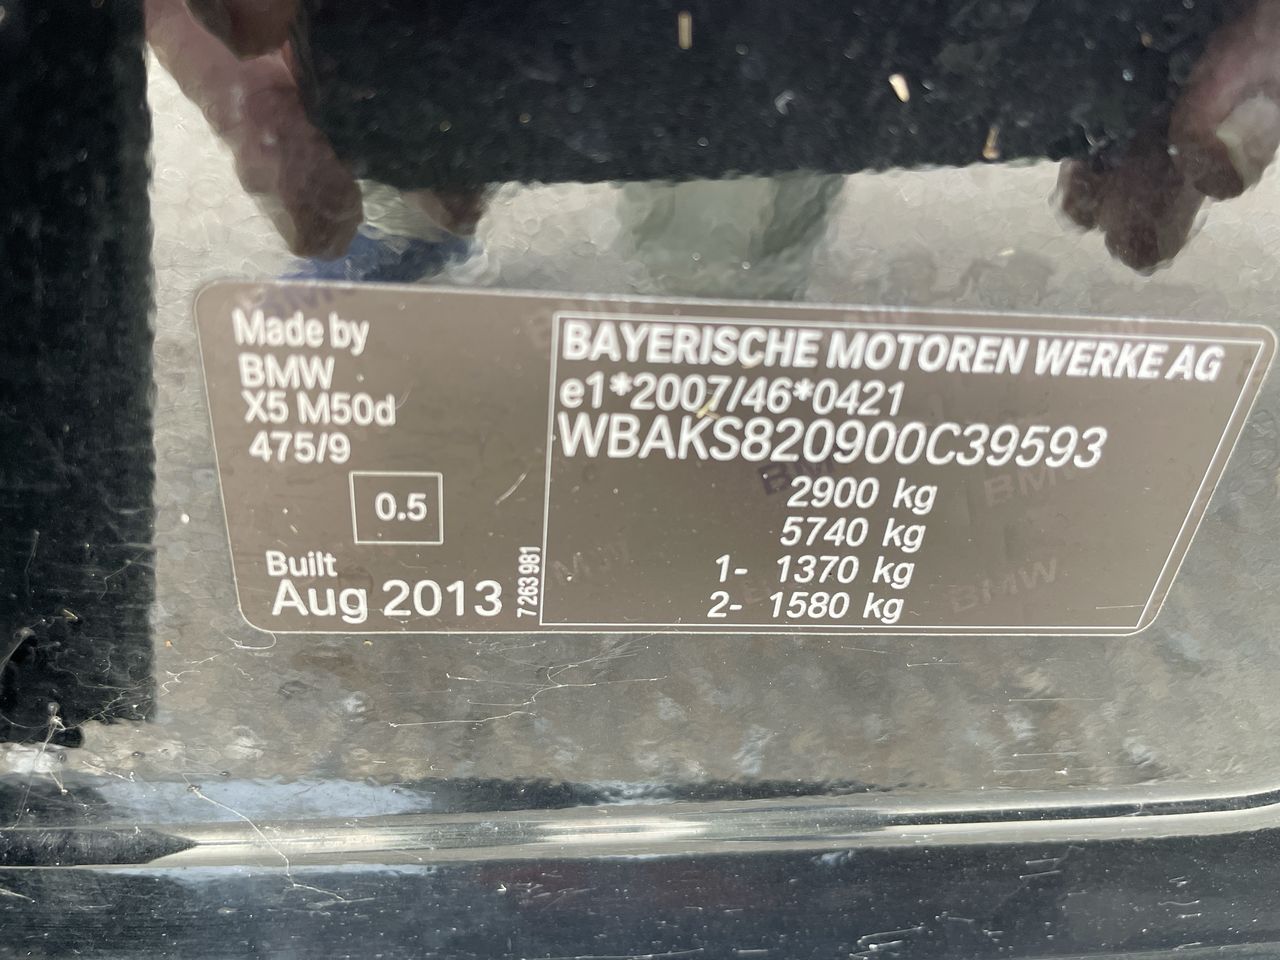 Made by
BMW
X5 M50d
475/9
0.5
Built
Aug 2013
7 263 981
BAYERISCHE MOTOREN WERKE AG
e1*2007/46*0421
WBAKS820900C39593
2900 kg
5740 kg
1- 1370 kg
2- 1580 kg